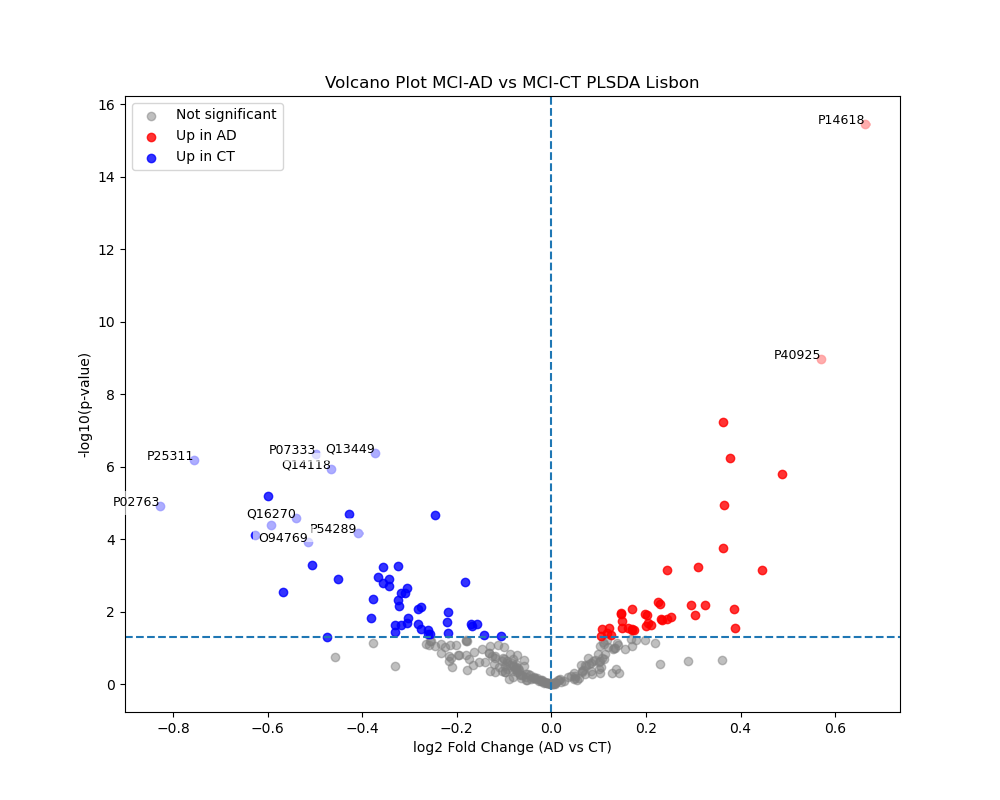 Volcano Plot MCI-AD vs MCI-CT PLSDA Lisbon
Not significant
Up in AD
Up in CT
P14618
P40925
P07333
Q13449
P25311
Q14118
P02763
Q16270
P54289
O94769
16
14
12
10
8
6
4
2
0
-log10(p-value)
−0.8
−0.6
−0.4
−0.2
0.0
0.2
0.4
0.6
log2 Fold Change (AD vs CT)